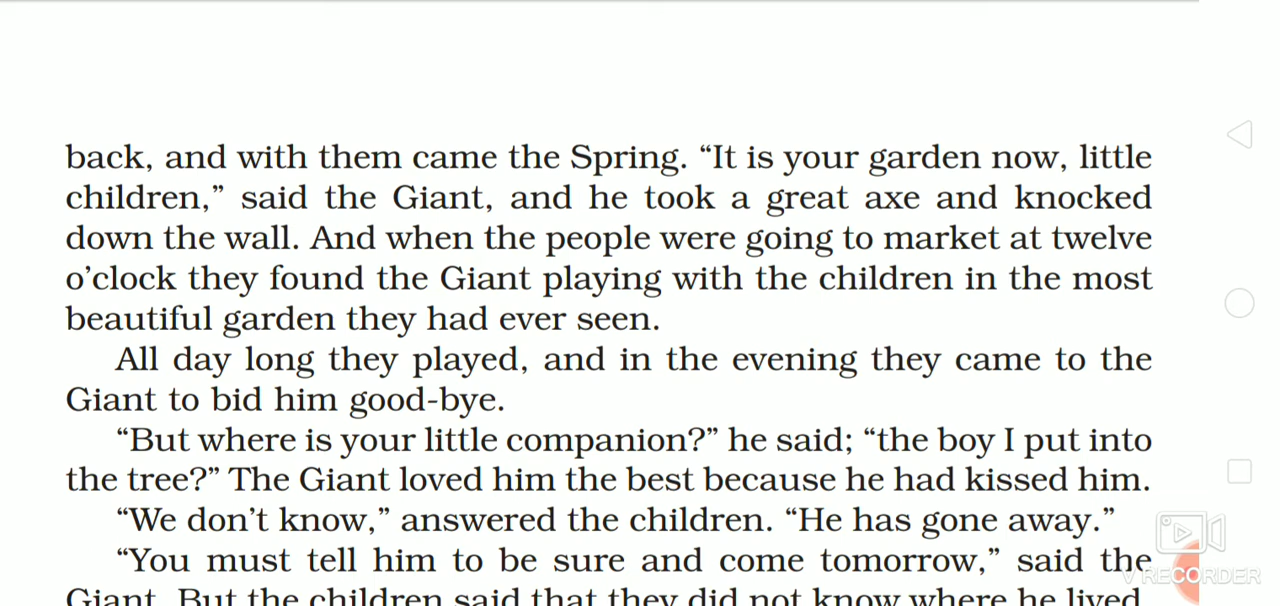 back, and with them came the Spring. “It is your garden now, little
children,” said the Giant, and he took a great axe and knocked
down the wall. And when the people were going to market at twelve
o’clock they found the Giant playing with the children in the most
beautiful garden they had ever seen.
All day long they played, and in the evening they came to the
Giant to bid him good-bye.
“But where is your little companion?” he said; “the boy I put into
the tree?” The Giant loved him the best because he had kissed him.
“We don’t know,” answered the children. “He has gone away.”
“You must tell him to be sure and come tomorrow,” said the
Giant. But the children said that they did not know where he lived
V RECORDER